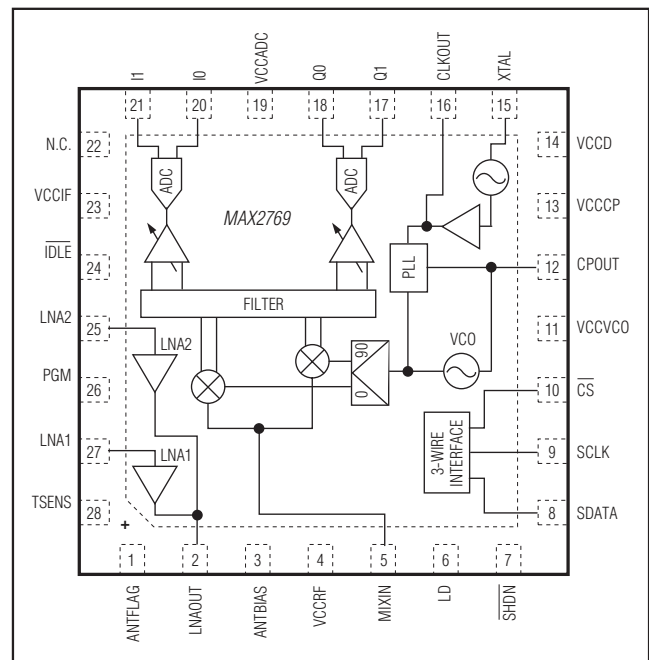 I1
I0
VCCADC
Q0
Q1
CLKOUT
XTAL
21
20
19
18
17
16
15
N.C.
22
VCCIF
23
IDLE
24
LNA2
25
PGM
26
LNA1
27
TSENS
28
+
ADC
ADC
MAX2769
FILTER
LNA2
LNA1
90
0
PLL
VCO
3-WIRE
INTERFACE
14
VCCD
13
VCCCP
12
CPOUT
11
VCCVCO
10
CS
9
SCLK
8
SDATA
1
2
3
4
5
6
7
ANTFLAG
LNAOUT
ANTBIAS
VCCRF
MIXIN
LD
SHDN